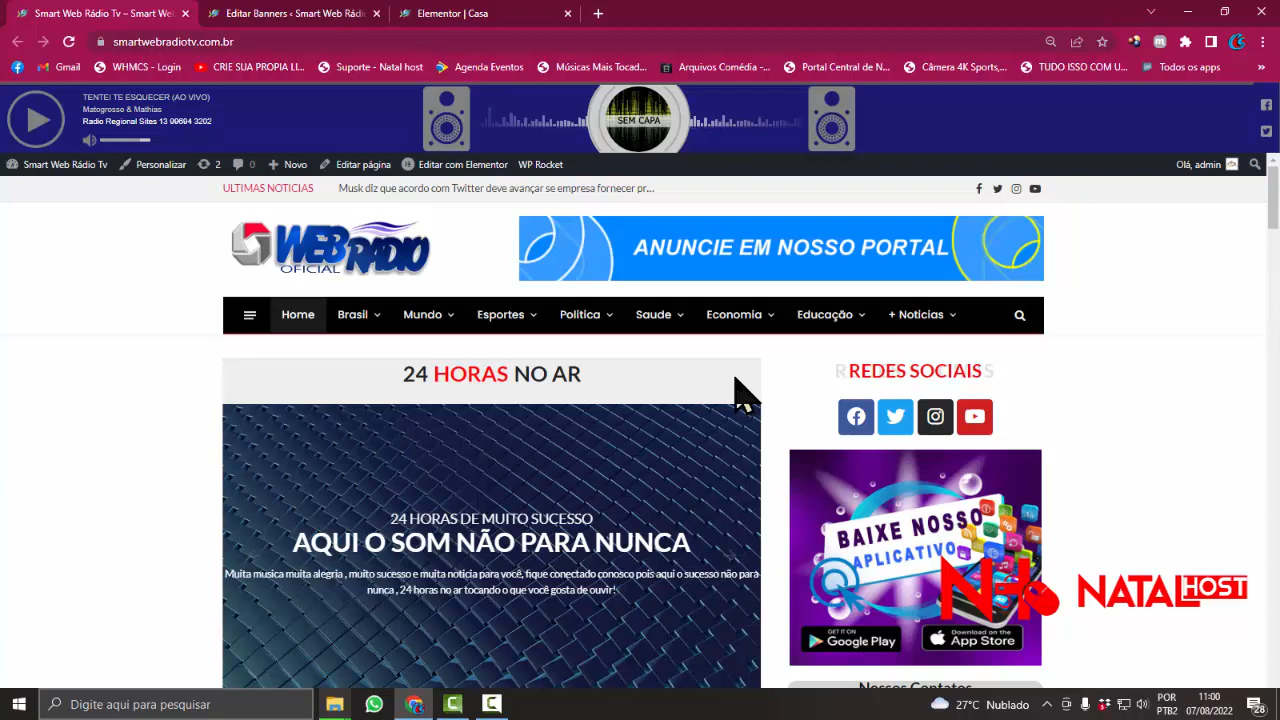 Smart Web Rádio Tv – Smart Wel
Editar Banners ‹ Smart Web Rádi
Elementor | Casa
smartwebradiotv.com.br
Gmail
WHMCS - Login
CRIE SUA PROPIA LI...
Suporte - Natal host
Agenda Eventos
Músicas Mais Tocad...
Arquivos Comédia -...
Portal Central de N...
Câmera 4K Sports,...
TUDO ISSO COM U...
Todos os apps
TENTEI TE ESQUECER (AO VIVO)
Matogrosso & Mathias
Radio Regional Sites 13 99694 3202
SEM CAPA
Smart Web Rádio Tv
Personalizar
2
0
Novo
Editar página
Editar com Elementor
WP Rocket
Olá, admin
ULTIMAS NOTICIAS
Musk diz que acordo com Twitter deve avançar se empresa fornecer pr...
WEB RADIO
OFICIAL
ANUNCIE EM NOSSO PORTAL
Home
Brasil
Mundo
Esportes
Política
Saude
Economia
Educação
+ Noticias
24 HORAS NO AR
REDES SOCIAIS
24 HORAS DE MUITO SUCESSO
AQUI O SOM NÃO PARA NUNCA
Muita musica muita alegria , muito sucesso e muita noticia para você, fique conectado conosco pois aqui o sucesso não para
nunca , 24 horas no ar tocando o que você gosta de ouvir!
BAIXE NOSSO
APLICATIVO
GET IT ON
Google Play
Download on the
App Store
NH
NATAL HOST
Nossos Contatos
Digite aqui para pesquisar
27°C Nublado
POR
PTB2
11:00
07/08/2022
28